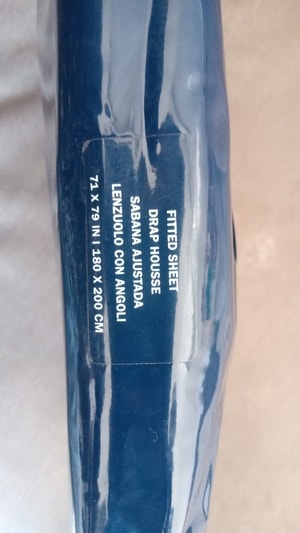 FITTED SHEET
DRAP HOUSSE
SABANA AJUSTADA
LENZUOLO CON ANGOLI
71 X 79 IN I 180 X 200 CM